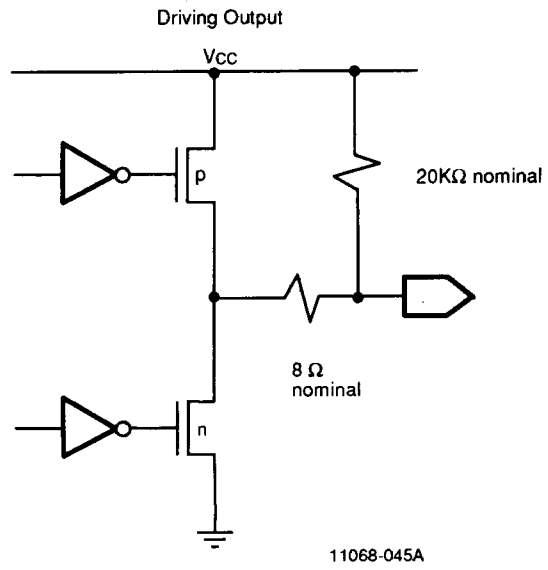 Driving Output
VCC
p
20KΩ nominal
8 Ω
nominal
n
11068-045A